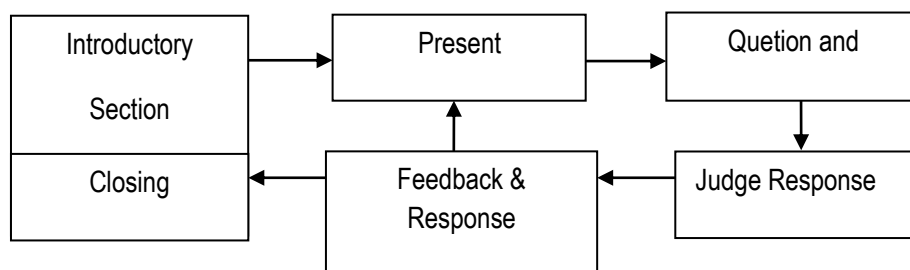 Introductory
Section
Present
Quetion and
Closing
Feedback &
Response
Judge Response